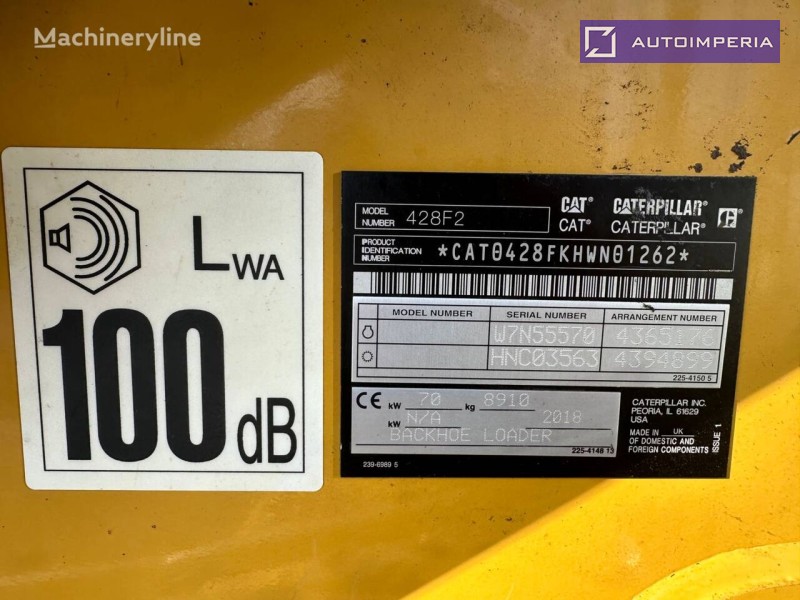 Machineryline
AUTOIMPERIA
LWA
100 dB
MODEL NUMBER 428F2
CAT CATERPILLAR
CAT® CATERPILLAR®
PRODUCT IDENTIFICATION NUMBER *CAT0428FKHWN01262*
MODEL NUMBER SERIAL NUMBER ARRANGEMENT NUMBER
W7N55570
HNC03563
225-4150 5
CE kW 70 kg 8910
kW N/A 2018
BACKHOE LOADER
225-4148 13
239-6989 5
CATERPILLAR INC.
PEORIA, IL 61629
USA
MADE IN UK
OF DOMESTIC AND
FOREIGN COMPONENTS
ISSUE 1